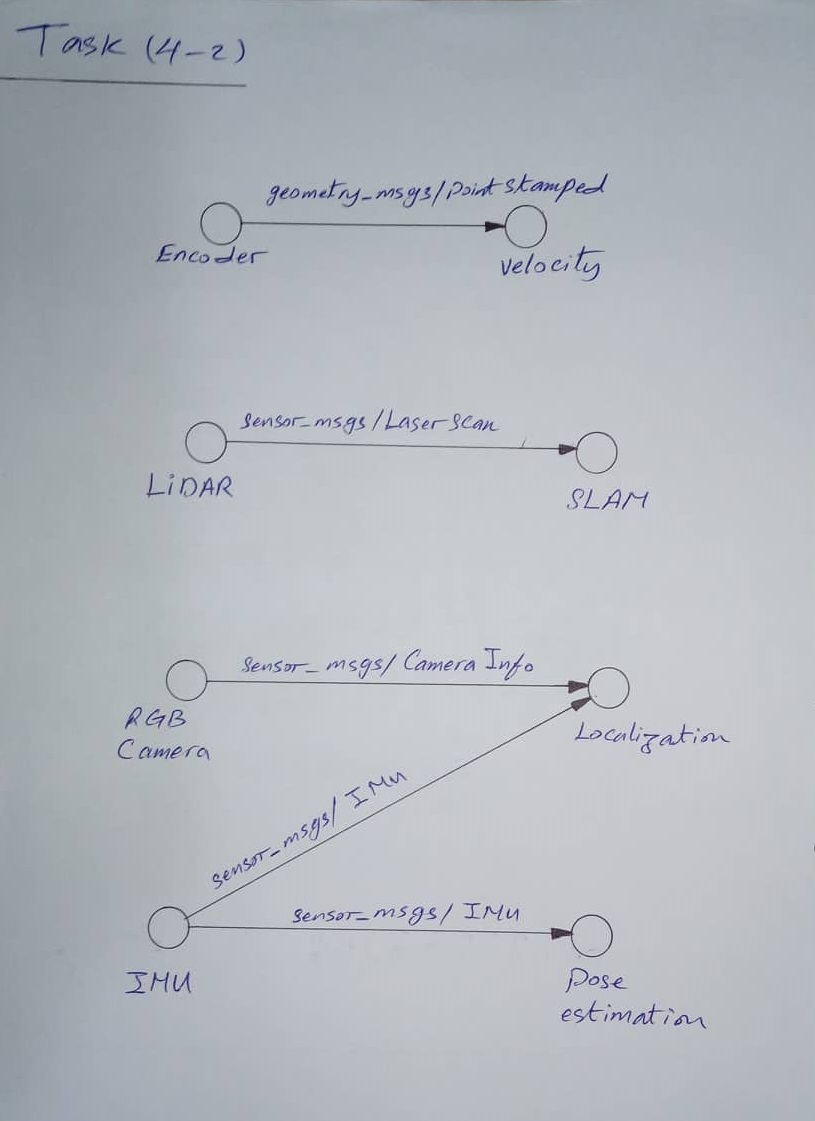 Task (4-2)
geometry_msgs/Point Stamped
Encoder
Velocity
Sensor_msgs/Laser Scan
LiDAR
SLAM
Sensor_msgs/Camera Info
RGB
Camera
Localization
sensor_msgs/IMU
Sensor_msgs/IMU
IMU
Pose
estimation